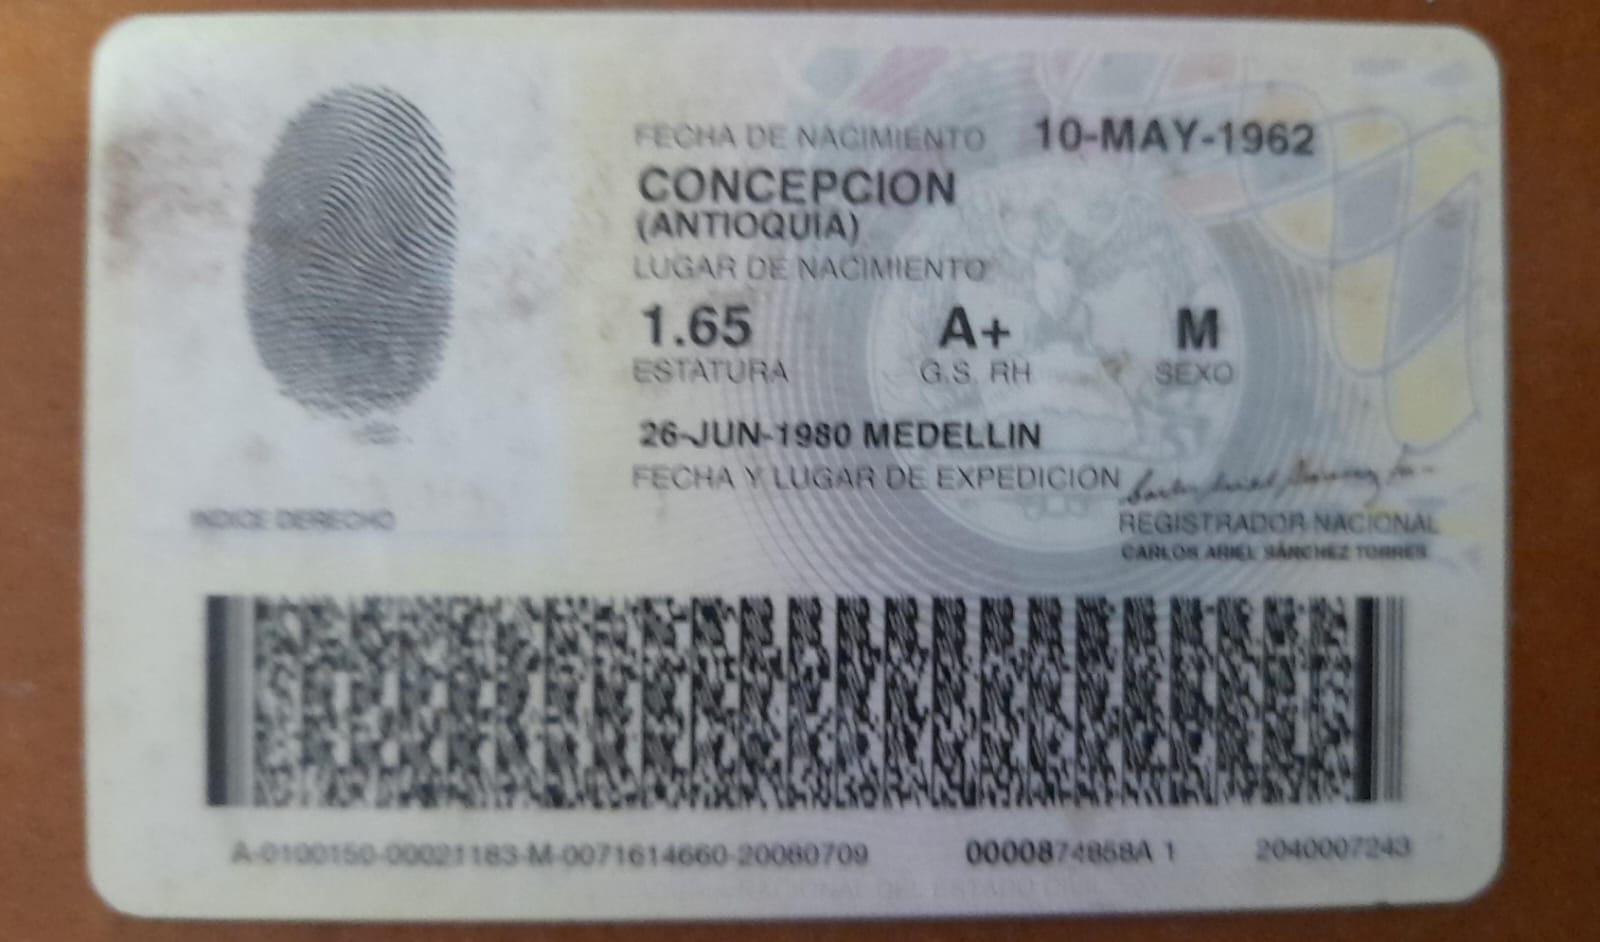 FECHA DE NACIMIENTO 10-MAY-1962
CONCEPCION
(ANTIOQUIA)
LUGAR DE NACIMIENTO
1.65 A+ M
ESTATURA G.S. RH SEXO
26-JUN-1980 MEDELLIN
FECHA Y LUGAR DE EXPEDICION
INDICE DERECHO
REGISTRADOR NACIONAL
CARLOS ARIEL SÁNCHEZ TORRES
A-0100150-00021183-M-0071614660-20080709 0000874858A 1 2040007243